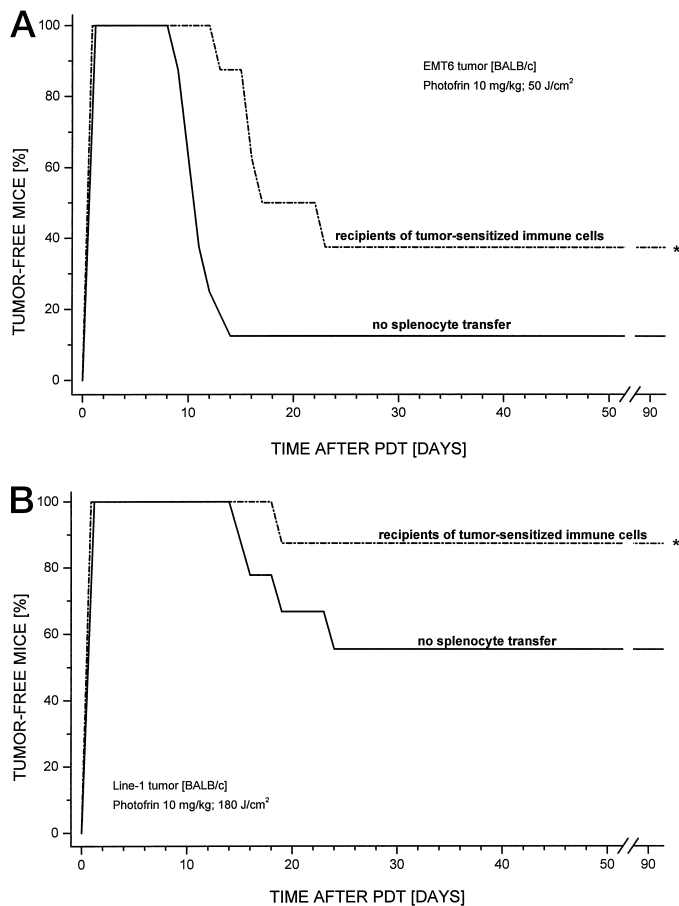 A
TUMOR-FREE MICE [%]
100
80
60
40
20
0
EMT6 tumor [BALB/c]
Photofrin 10 mg/kg; 50 J/cm²
recipients of tumor-sensitized immune cells
*
no splenocyte transfer
0 10 20 30 40 50 90
TIME AFTER PDT [DAYS]
B
TUMOR-FREE MICE [%]
100
80
60
40
20
0
recipients of tumor-sensitized immune cells
*
no splenocyte transfer
Line-1 tumor [BALB/c]
Photofrin 10 mg/kg; 180 J/cm²
0 10 20 30 40 50 90
TIME AFTER PDT [DAYS]